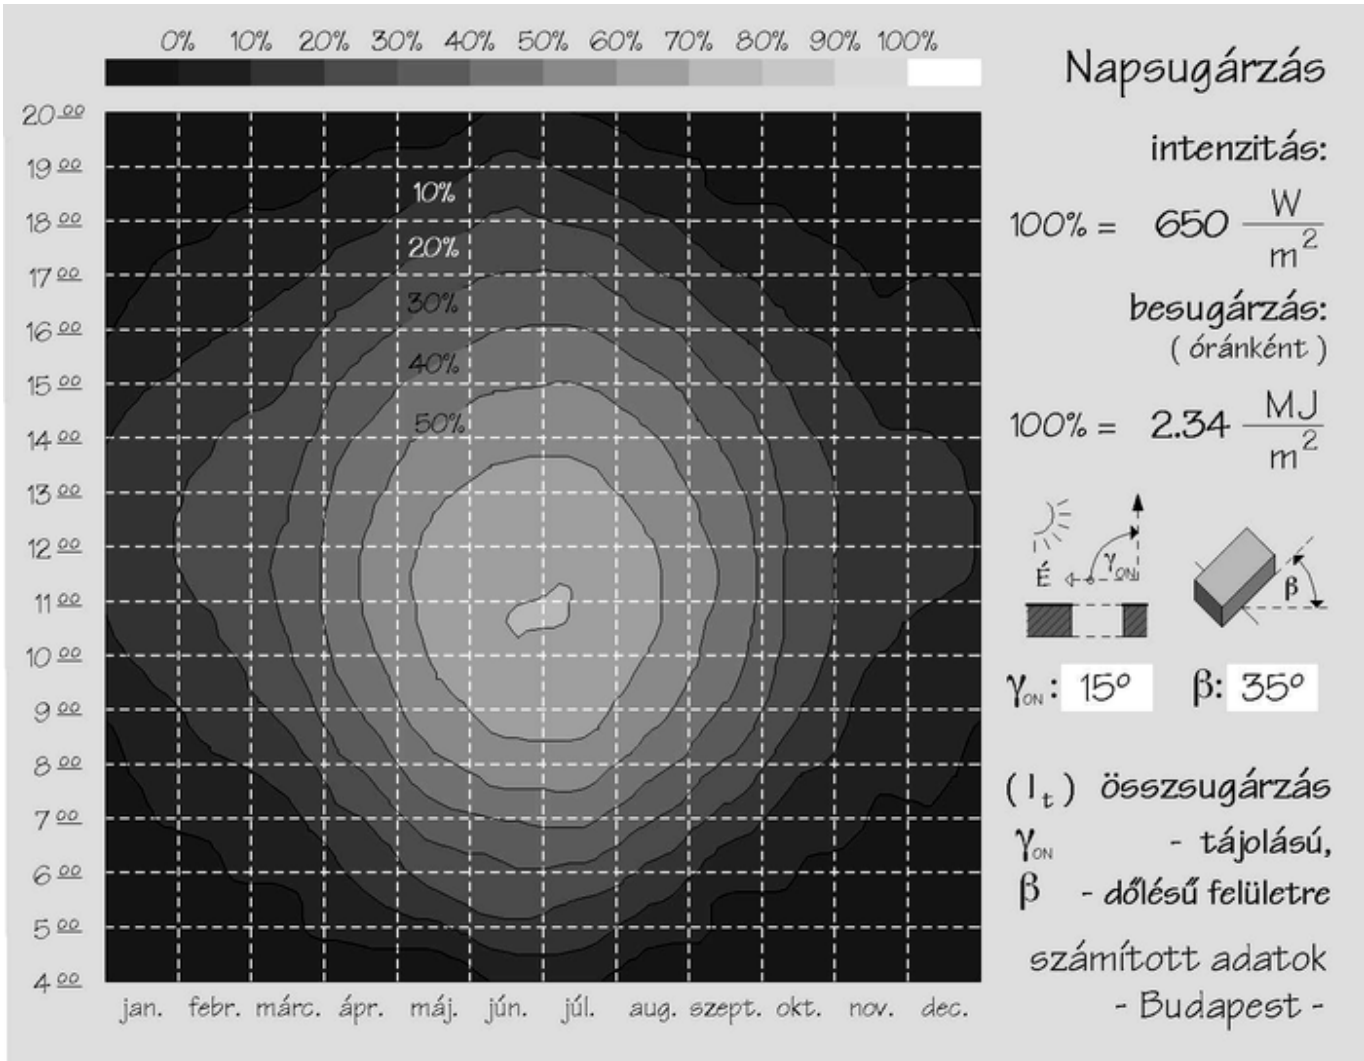 0% 10% 20% 30% 40% 50% 60% 70% 80% 90% 100%
Napsugárzás
20 00
19 00
18 00
17 00
16 00
15 00
14 00
13 00
12 00
11 00
10 00
9 00
8 00
7 00
6 00
5 00
4 00
10%
20%
30%
40%
50%
jan. febr. márc. ápr. máj. jún. júl. aug. szept. okt. nov. dec.
intenzitás:
100% = 650 W/m²
besugárzás:
( óránként )
100% = 2.34 MJ/m²
É γON β
γON: 15° β: 35°
(It) összsugárzás
γON - tájolású,
β - dőlésű felületre
számított adatok
- Budapest -